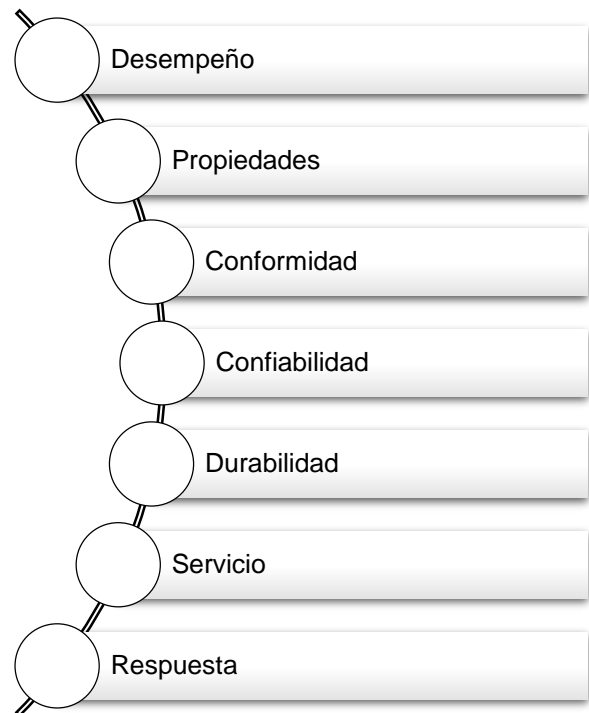 Desempeño
Propiedades
Conformidad
Confiabilidad
Durabilidad
Servicio
Respuesta